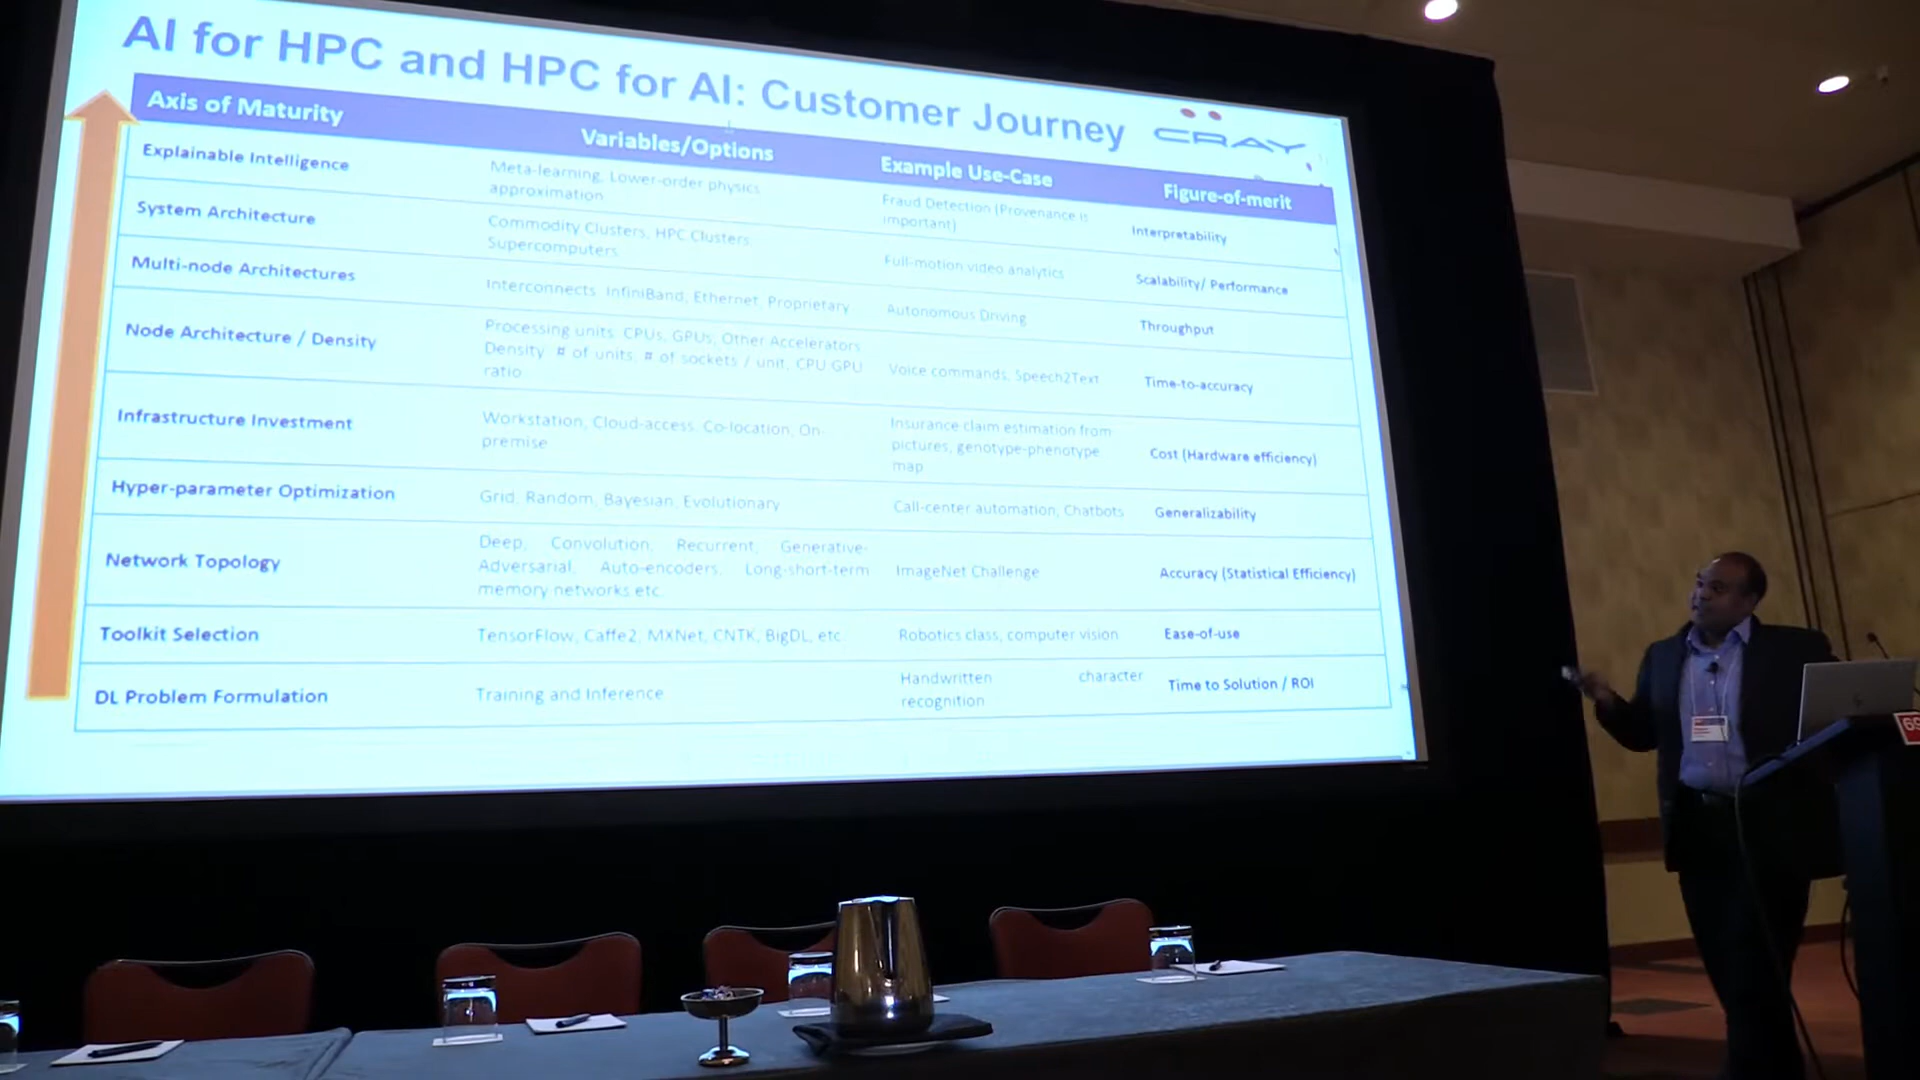 AI for HPC and HPC for AI: Customer Journey
CRAY
Axis of Maturity
Variables/Options
Example Use-Case
Figure-of-merit
Explainable Intelligence
Meta-learning, Lower-order physics
approximation
Fraud Detection (Provenance is
important)
Interpretability
System Architecture
Commodity Clusters, HPC Clusters,
Supercomputers
Full-motion video analytics
Scalability/ Performance
Multi-node Architectures
Interconnects: InfiniBand, Ethernet, Proprietary
Autonomous Driving
Throughput
Node Architecture / Density
Processing units: CPUs, GPUs, Other Accelerators
Density: # of units, # of sockets / unit, CPU GPU
ratio
Voice commands, Speech2Text
Time-to-accuracy
Infrastructure Investment
Workstation, Cloud-access, Co-location, On-
premise
Insurance claim estimation from
pictures, genotype-phenotype
map
Cost (Hardware efficiency)
Hyper-parameter Optimization
Grid, Random, Bayesian, Evolutionary
Call-center automation, Chatbots
Generalizability
Network Topology
Deep, Convolution, Recurrent, Generative-
Adversarial, Auto-encoders, Long-short-term
memory networks etc.
ImageNet Challenge
Accuracy (Statistical Efficiency)
Toolkit Selection
TensorFlow, Caffe2, MXNet, CNTK, BigDL, etc.
Robotics class, computer vision
Ease-of-use
DL Problem Formulation
Training and Inference
Handwritten character
recognition
Time to Solution / ROI